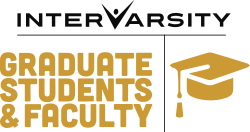 INTERVARSITY
GRADUATE
STUDENTS
& FACULTY